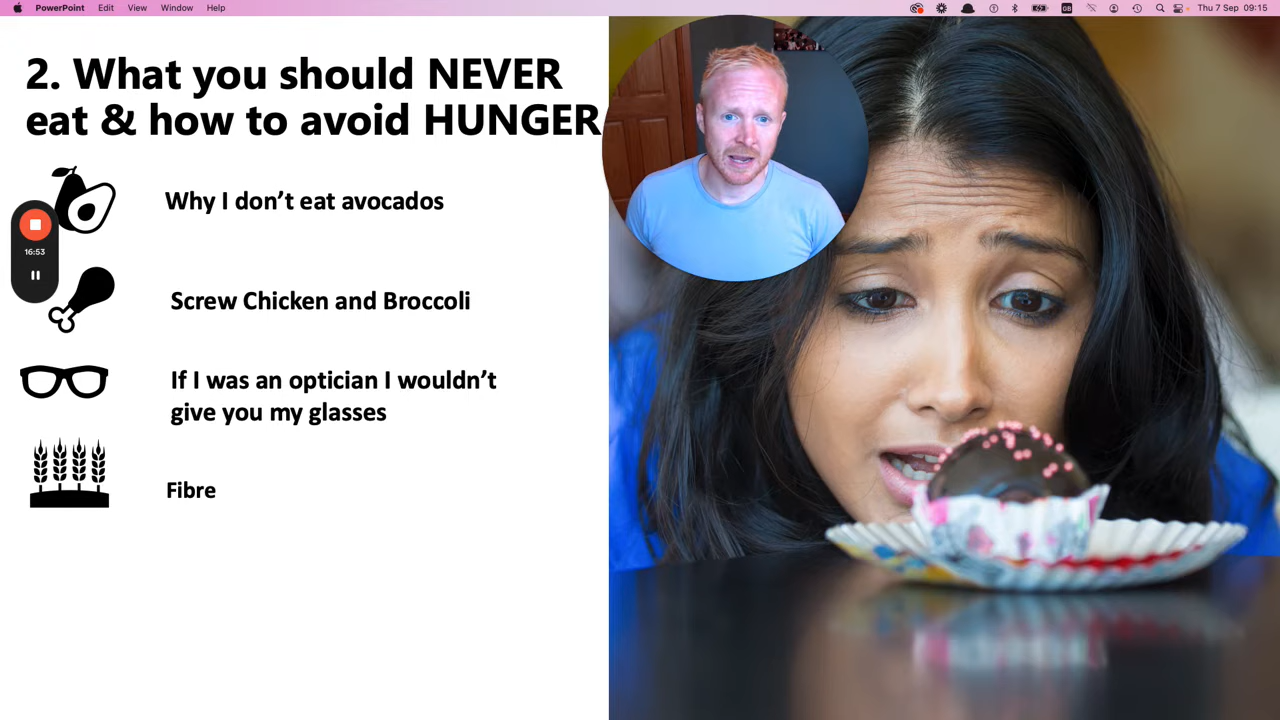 PowerPoint Edit View Window Help
GB
Thu 7 Sep 09:15
2. What you should NEVER
eat & how to avoid HUNGER
Why I don’t eat avocados
16:53
Screw Chicken and Broccoli
If I was an optician I wouldn’t
give you my glasses
Fibre